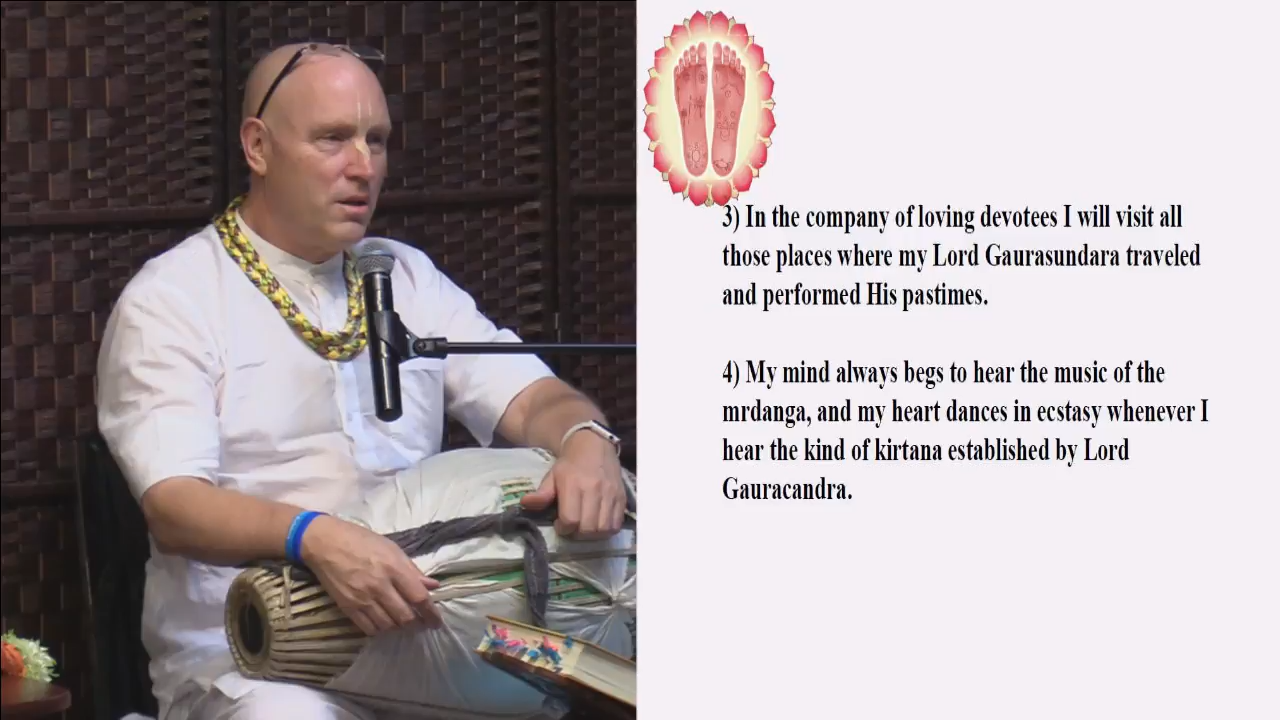 3) In the company of loving devotees I will visit all
those places where my Lord Gaurasundara traveled
and performed His pastimes.
4) My mind always begs to hear the music of the
mrdanga, and my heart dances in ecstasy whenever I
hear the kind of kirtana established by Lord
Gauracandra.